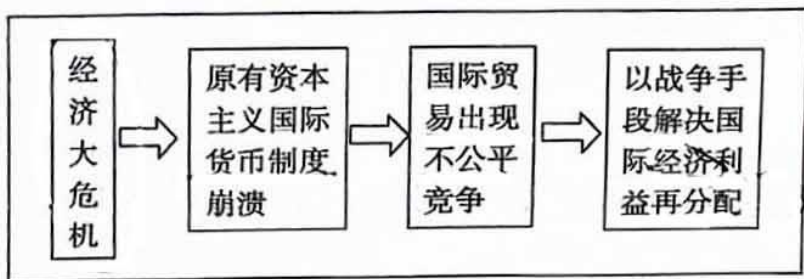 经
济
大
危
机
原有资本
主义国际
货币制度
崩溃
国际贸
易出现
不公平
竞争
以战争手
段解决国
际经济利
益再分配